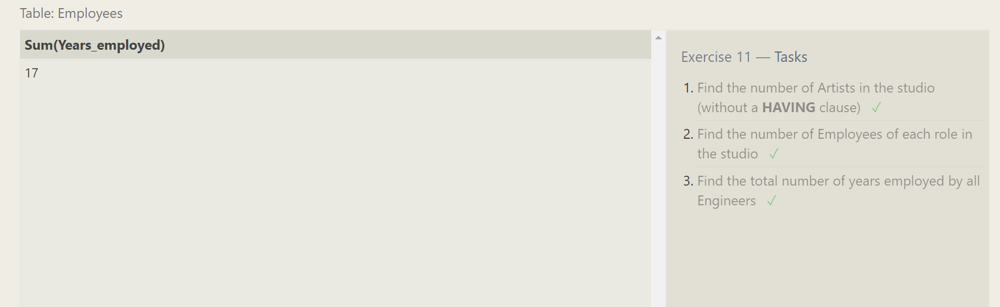 Table: Employees
Sum(Years_employed)
17
Exercise 11 — Tasks
1. Find the number of Artists in the studio
(without a HAVING clause) ✓
2. Find the number of Employees of each role in
the studio ✓
3. Find the total number of years employed by all
Engineers ✓